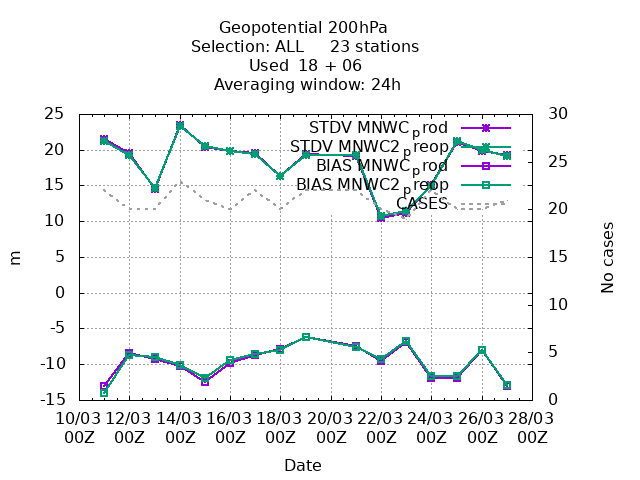 Geopotential 200hPa
Selection: ALL 23 stations
Used 18 + 06
Averaging window: 24h
25 30
STDV MNWC_prod
STDV MNWC2_preop
BIAS MNWC_prod
BIAS MNWC2_preop
CASES
20 25
15 20
10
5 15
0 10
-5
-10 5
-15 0
m
No cases
10/03 12/03 14/03 16/03 18/03 20/03 22/03 24/03 26/03 28/03
00Z 00Z 00Z 00Z 00Z 00Z 00Z 00Z 00Z 00Z
Date